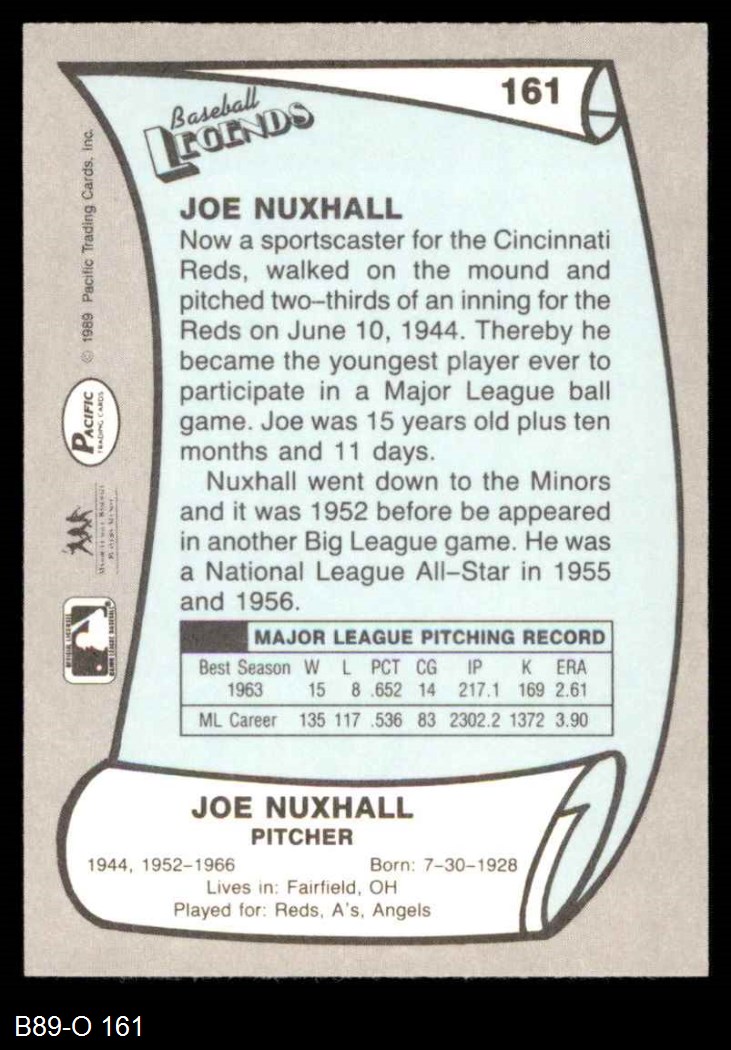 161
Baseball
LEGENDS
JOE NUXHALL
Now a sportscaster for the Cincinnati
Reds, walked on the mound and
pitched two–thirds of an inning for the
Reds on June 10, 1944. Thereby he
became the youngest player ever to
participate in a Major League ball
game. Joe was 15 years old plus ten
months and 11 days.
Nuxhall went down to the Minors
and it was 1952 before be appeared
in another Big League game. He was
a National League All–Star in 1955
and 1956.
MAJOR LEAGUE PITCHING RECORD
Best Season W L PCT CG IP K ERA
1963 15 8 .652 14 217.1 169 2.61
ML Career 135 117 .536 83 2302.2 1372 3.90
JOE NUXHALL
PITCHER
1944, 1952–1966 Born: 7–30–1928
Lives in: Fairfield, OH
Played for: Reds, A's, Angels
© 1989 Pacific Trading Cards, Inc.
PACIFIC
TRADING CARDS
B89-O 161